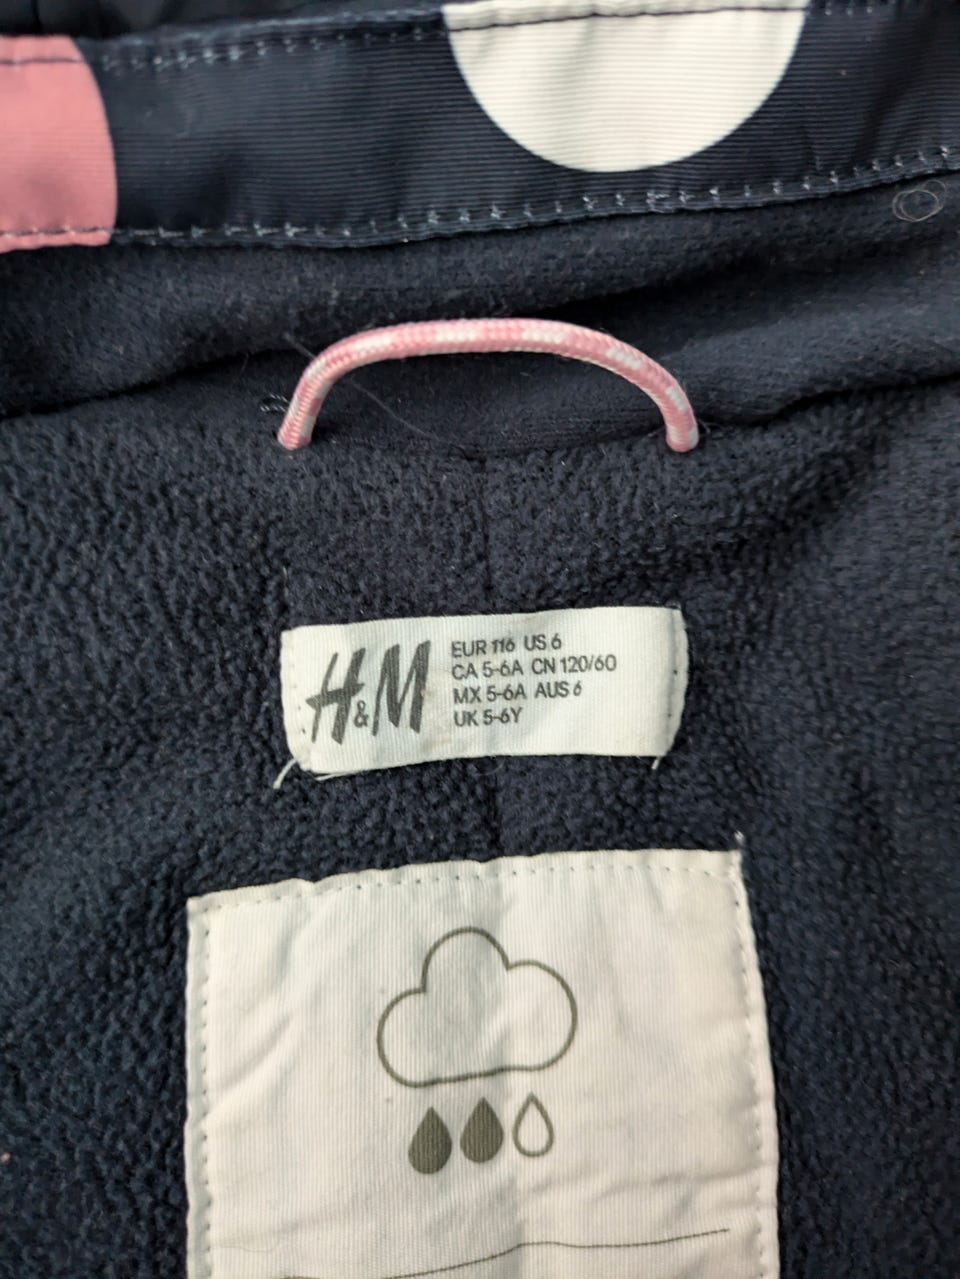 H&M
EUR 116 US 6
CA 5-6A CN 120/60
MX 5-6A AUS 6
UK 5-6Y